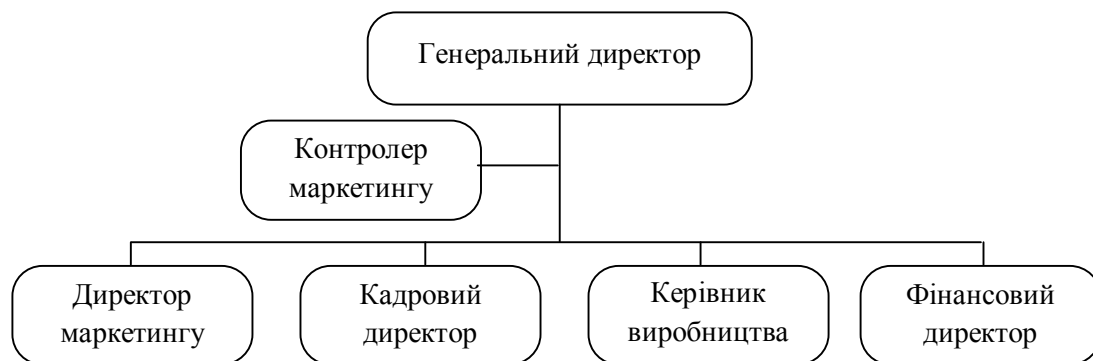 Генеральний директор
Контролер
маркетингу
Директор
маркетингу
Кадровий
директор
Керівник
виробництва
Фінансовий
директор